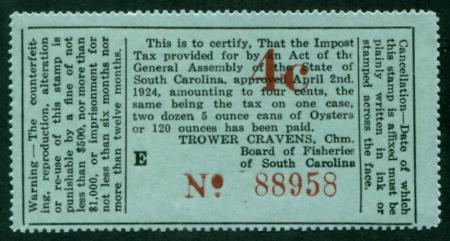 Warning—The counterfeit-
ing, reproduction, alteration
or re-use of this stamp is
punishable by a fine of not
less than $500, nor more than
$1,000, or imprisonment for
not less than six months nor
more than twelve months.
This is to certify, That the Impost
Tax provided for by an Act of the
General Assembly of the State of
South Carolina, approved April 2nd,
1924, amounting to four cents, the
same being the tax on one case,
two dozen 5 ounce cans of Oysters
or 120 ounces has been paid.
4c
TROWER CRAVENS, Chm.
Board of Fisheries
of South Carolina
E
No. 88958
Cancellation—Date of which
this stamp is affixed must be
plainly written in ink or
stamped across the face.